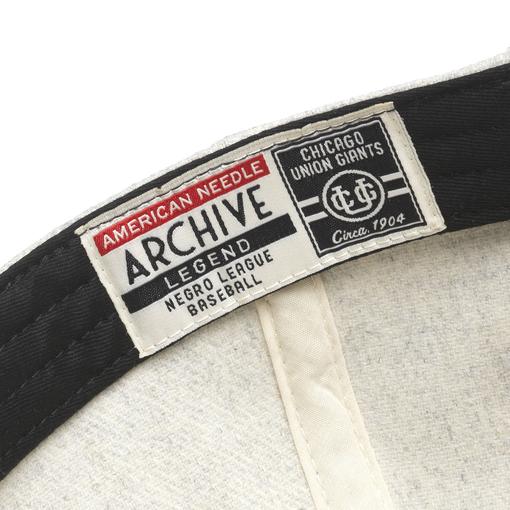 AMERICAN NEEDLE
ARCHIVE
LEGEND
NEGRO LEAGUE
BASEBALL
CHICAGO
UNION GIANTS
CUG
Circa. 1904